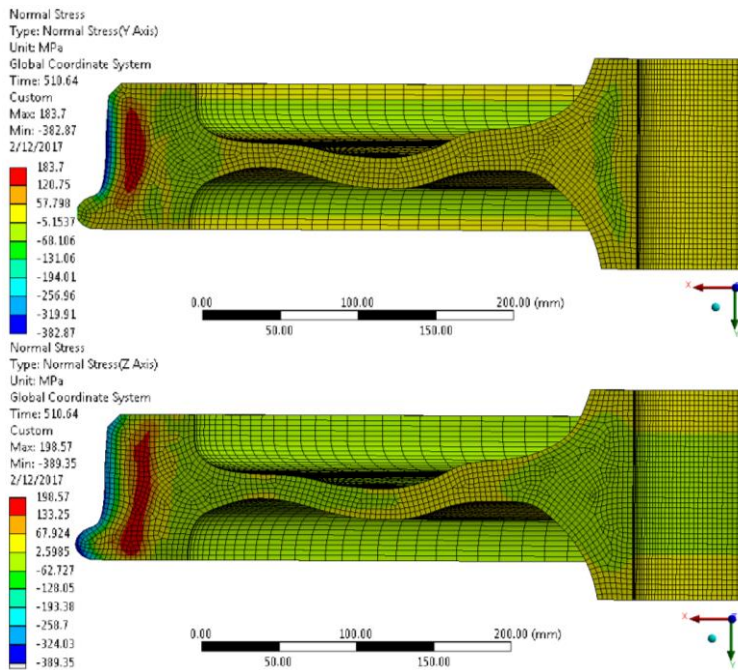 Normal Stress
Type: Normal Stress(Y Axis)
Unit: MPa
Global Coordinate System
Time: 510.64
Custom
Max: 183.7
Min: -382.87
2/12/2017
183.7
120.75
57.798
-5.1537
-68.106
-131.06
-194.01
-256.96
-319.91
-382.87
0.00 100.00 200.00 (mm)
50.00 150.00
X
Y
Normal Stress
Type: Normal Stress(Z Axis)
Unit: MPa
Global Coordinate System
Time: 510.64
Custom
Max: 198.57
Min: -389.35
2/12/2017
198.57
133.25
67.924
2.5985
-62.727
-128.05
-193.38
-258.7
-324.03
-389.35
0.00 100.00 200.00 (mm)
50.00 150.00
X
Y